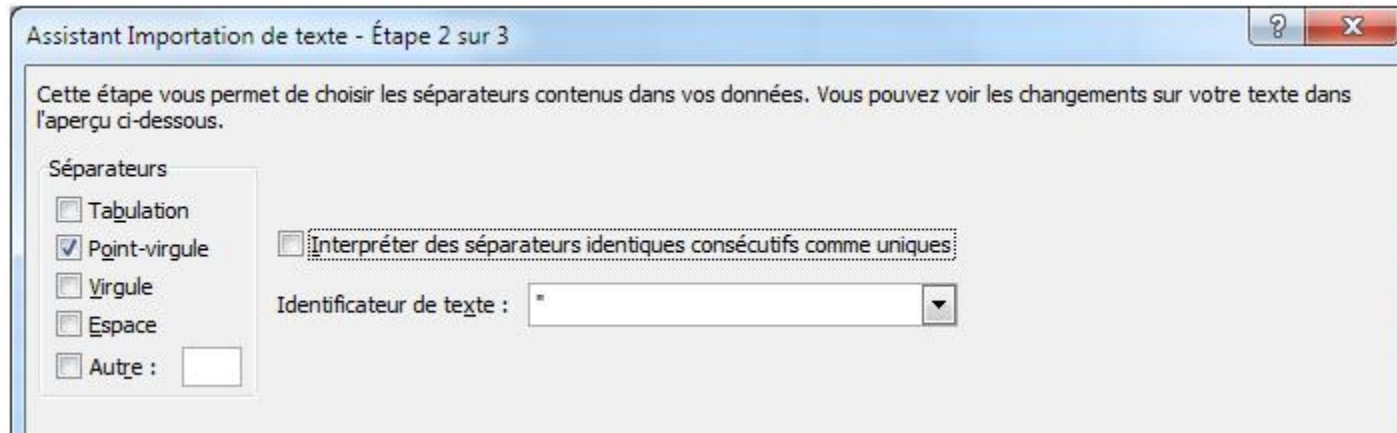 Assistant Importation de texte - Étape 2 sur 3
Cette étape vous permet de choisir les séparateurs contenus dans vos données. Vous pouvez voir les changements sur votre texte dans
l'aperçu ci-dessous.
Séparateurs
Tabulation
Point-virgule
Interpréter des séparateurs identiques consécutifs comme uniques
Virgule
Identificateur de texte : "
Espace
Autre :